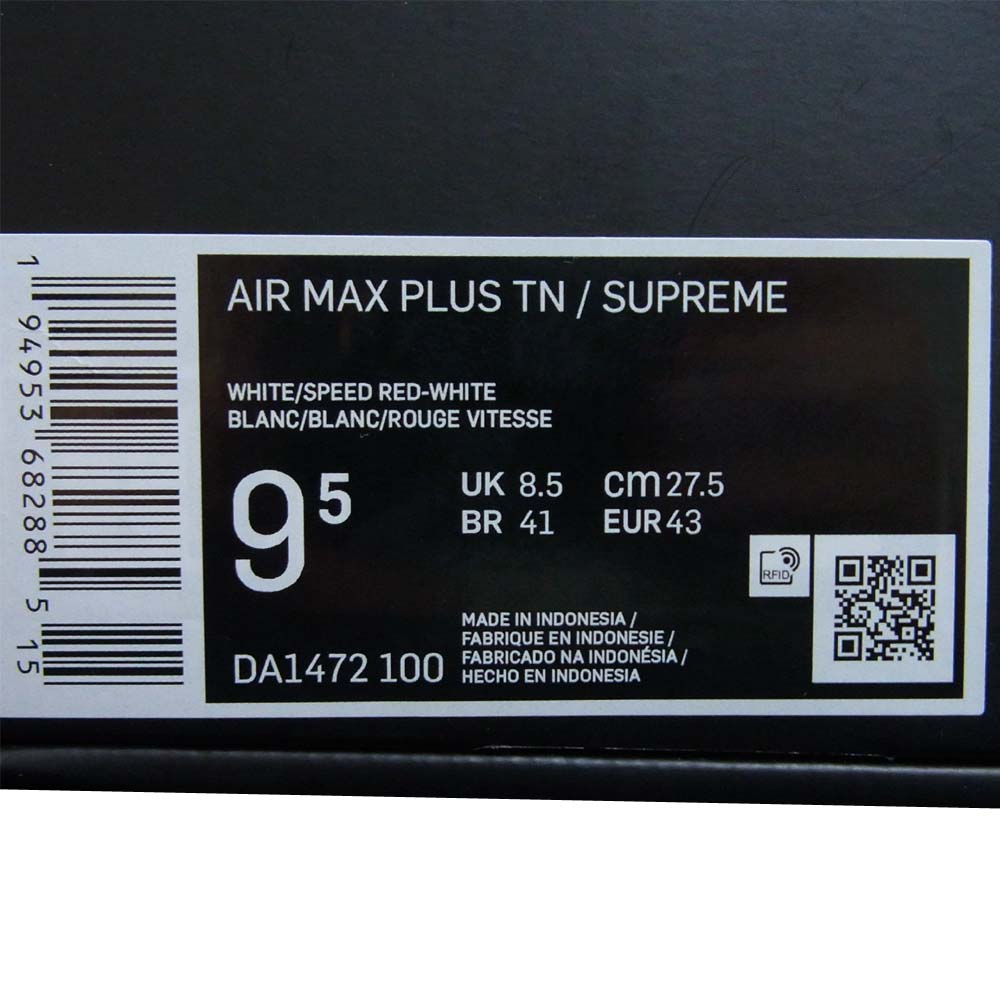 AIR MAX PLUS TN / SUPREME
WHITE/SPEED RED-WHITE
BLANC/BLANC/ROUGE VITESSE
9 5
UK 8.5 CM 27.5
BR 41 EUR 43
RFID
MADE IN INDONESIA /
FABRIQUE EN INDONESIE /
FABRICADO NA INDONÉSIA /
HECHO EN INDONESIA
DA1472 100
1 94953 68288 5 15